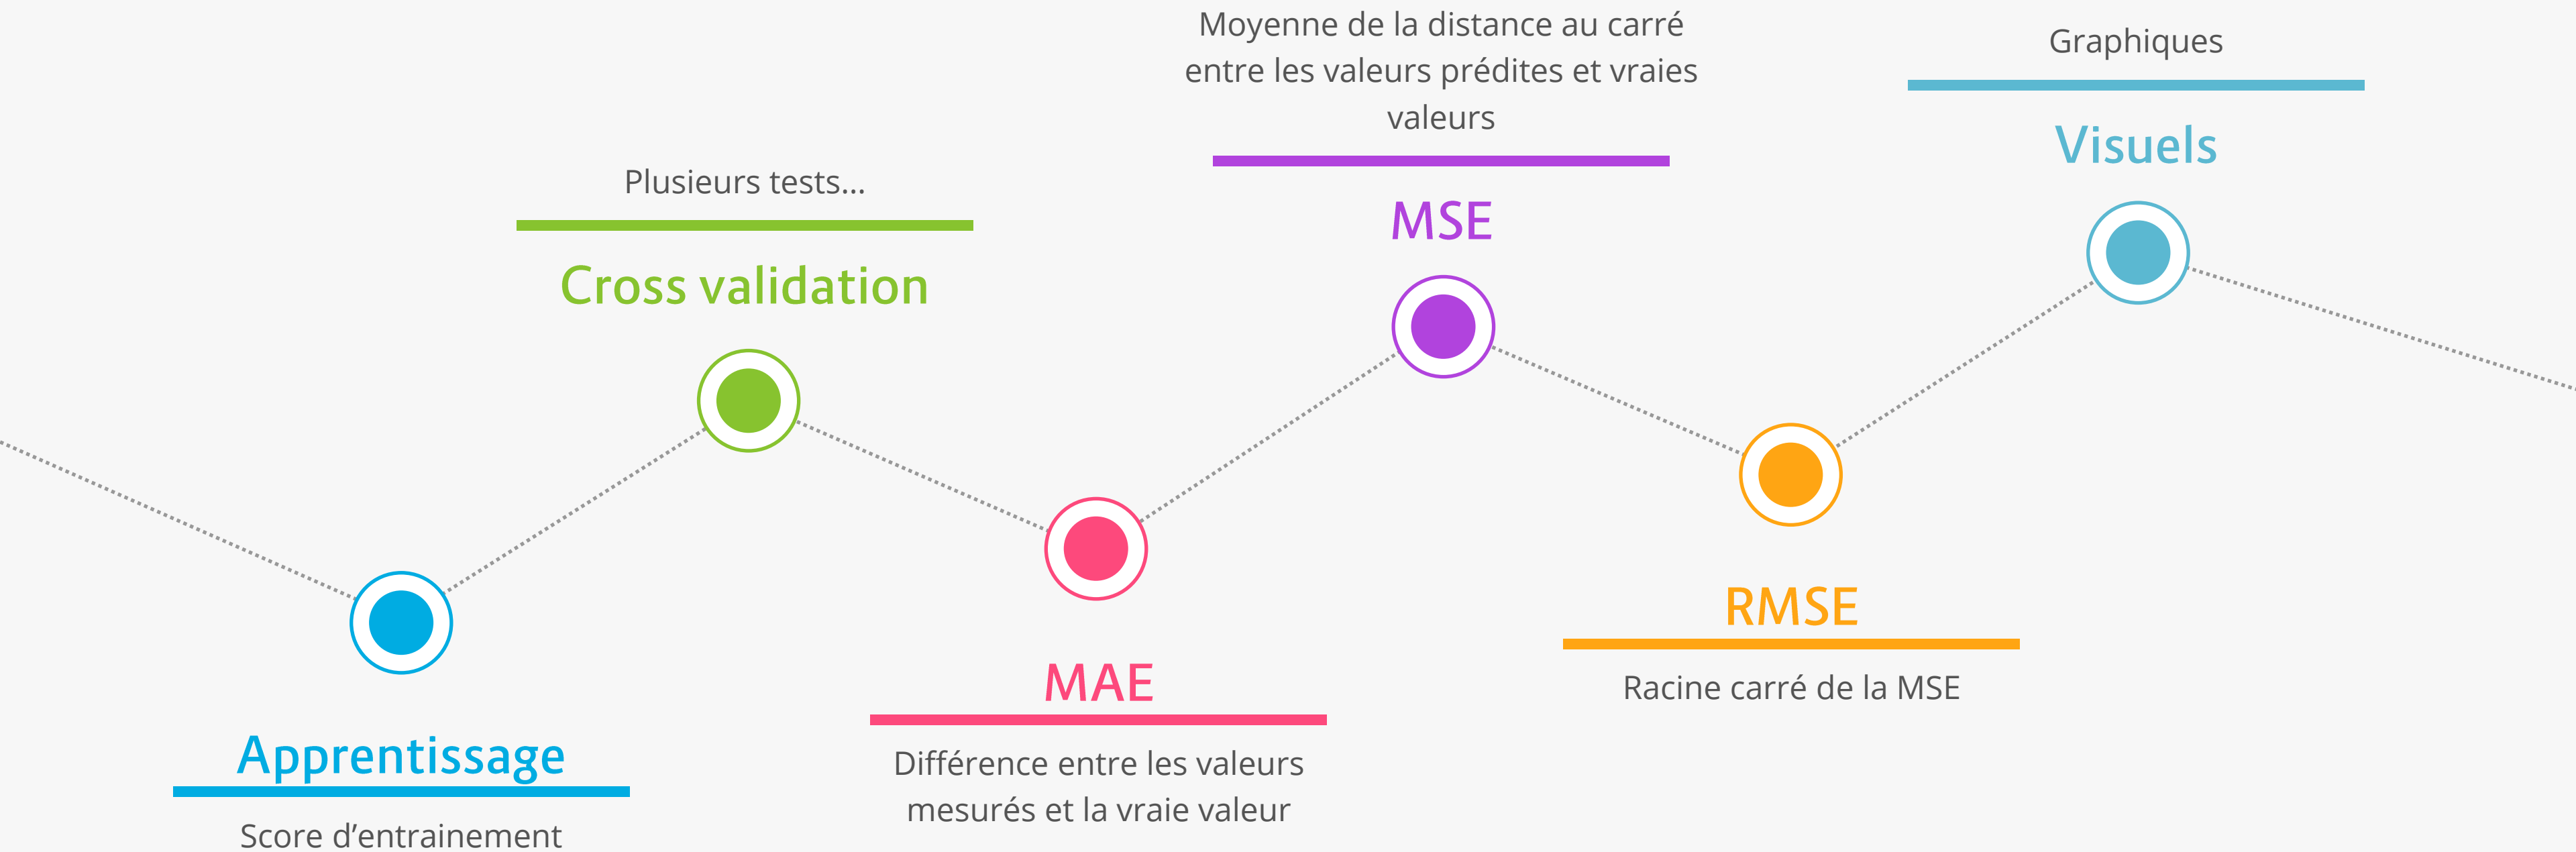 Apprentissage
Score d’entrainement
Plusieurs tests...
Cross validation
MAE
Différence entre les valeurs
mesurés et la vraie valeur
Moyenne de la distance au carré
entre les valeurs prédites et vraies
valeurs
MSE
RMSE
Racine carré de la MSE
Graphiques
Visuels